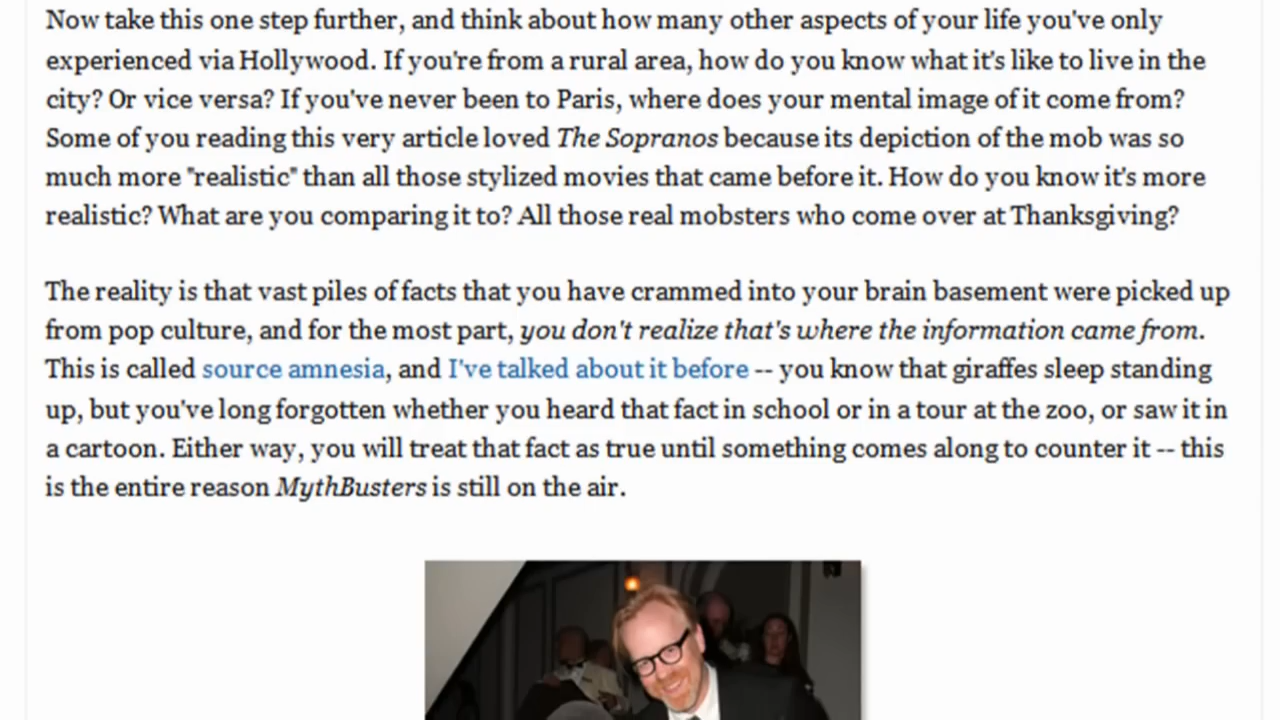 Now take this one step further, and think about how many other aspects of your life you've only
experienced via Hollywood. If you're from a rural area, how do you know what it's like to live in the
city? Or vice versa? If you've never been to Paris, where does your mental image of it come from?
Some of you reading this very article loved The Sopranos because its depiction of the mob was so
much more "realistic" than all those stylized movies that came before it. How do you know it's more
realistic? What are you comparing it to? All those real mobsters who come over at Thanksgiving?
The reality is that vast piles of facts that you have crammed into your brain basement were picked up
from pop culture, and for the most part, you don't realize that's where the information came from.
This is called source amnesia, and I've talked about it before -- you know that giraffes sleep standing
up, but you've long forgotten whether you heard that fact in school or in a tour at the zoo, or saw it in
a cartoon. Either way, you will treat that fact as true until something comes along to counter it -- this
is the entire reason MythBusters is still on the air.